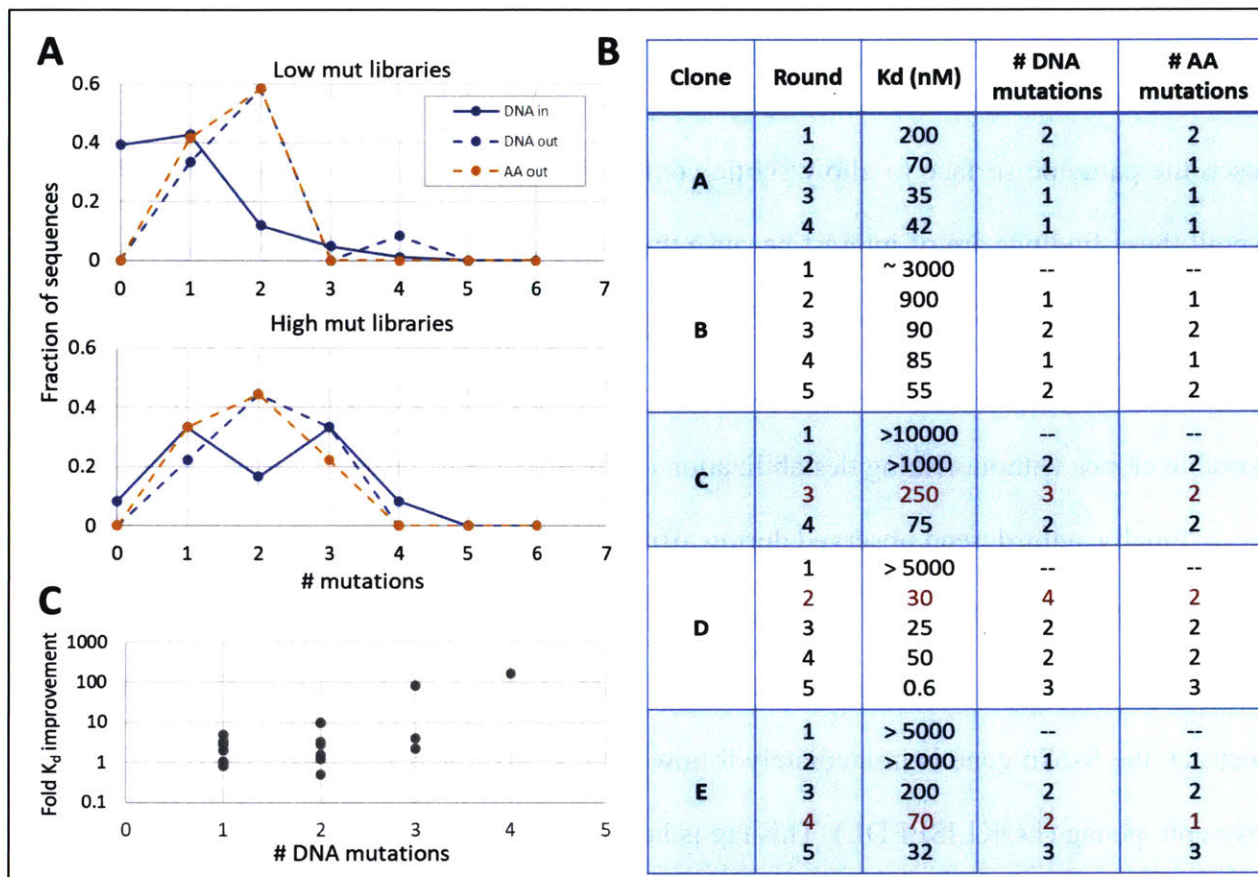 A
Low mut libraries
0.6
0.4
0.2
0
0 1 2 3 4 5 6 7
DNA in
DNA out
AA out
High mut libraries
0.6
0.4
0.2
0
0 1 2 3 4 5 6 7
# mutations
Fraction of sequences
B
Clone Round Kd (nM) # DNA mutations # AA mutations
A
1 200 2 2
2 70 1 1
3 35 1 1
4 42 1 1
B
1 ~ 3000 -- --
2 900 1 1
3 90 2 2
4 85 1 1
5 55 2 2
C
1 >10000 -- --
2 >1000 1 1
3 250 3 2
4 75 2 2
D
1 > 5000 -- --
2 30 4 2
3 25 2 2
4 50 2 2
5 0.6 3 3
E
1 > 5000 -- --
2 ~2000 1 1
3 200 2 2
4 70 2 1
5 32 3 3
C
Fold Kd improvement
1000
100
10
1
0.1
0 1 2 3 4 5
# DNA mutations